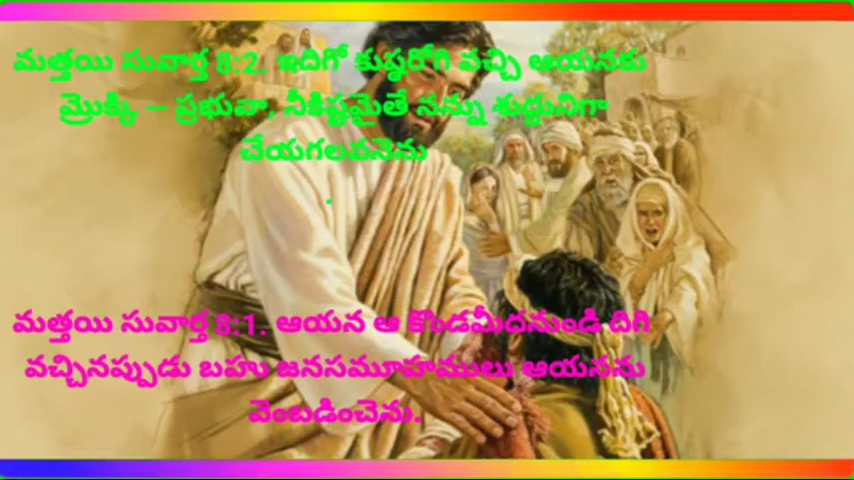 మత్తయి సువార్త 8:2. ఇదిగో కుష్ఠరోగి వచ్చి ఆయనకు
మ్రొక్కి – ప్రభువా, నీకిష్టమైతే నన్ను శుద్ధునిగా
చేయగలవనెను
.
మత్తయి సువార్త 8:1. ఆయన ఆ కొండమీదనుండి దిగి
వచ్చినప్పుడు బహు జనసమూహములు ఆయనను
వెంబడించెను.